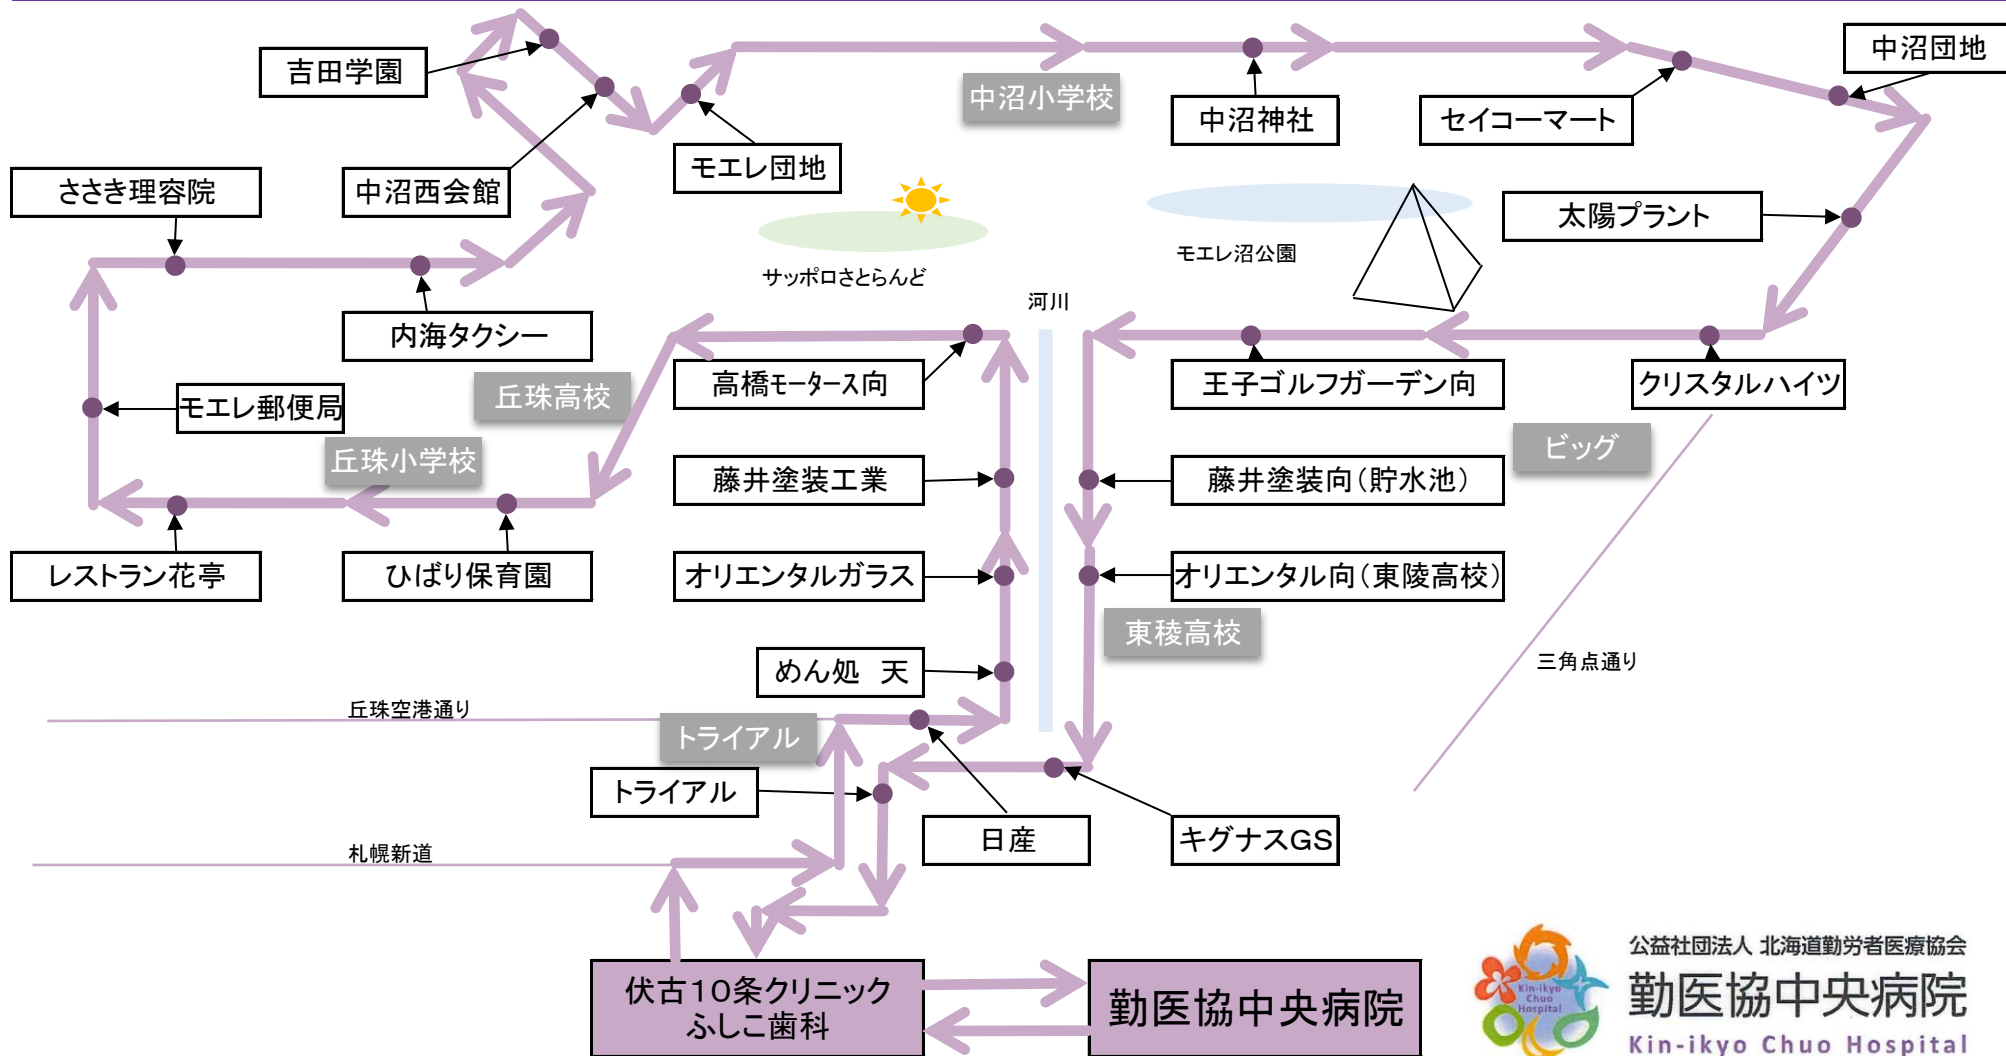 中沼団地
吉田学園
中沼小学校
中沼神社
セイコーマート
モエレ団地
ささき理容院
中沼西会館
太陽プラント
モエレ沼公園
サッポロさとらんど
河川
内海タクシー
高橋モータース向
王子ゴルフガーデン向
クリスタルハイツ
丘珠高校
モエレ郵便局
ビッグ
丘珠小学校
藤井塗装工業
藤井塗装向(貯水池)
レストラン花亭
ひばり保育園
オリエンタルガラス
オリエンタル向(東陵高校)
東稜高校
めん処　天
三角点通り
丘珠空港通り
トライアル
トライアル
日産
キグナスGS
札幌新道
伏古10条クリニック
ふしこ歯科
勤医協中央病院
Kin-ikyo
Chuo
Hospital
公益社団法人 北海道勤労者医療協会
勤医協中央病院
Kin-ikyo Chuo Hospital